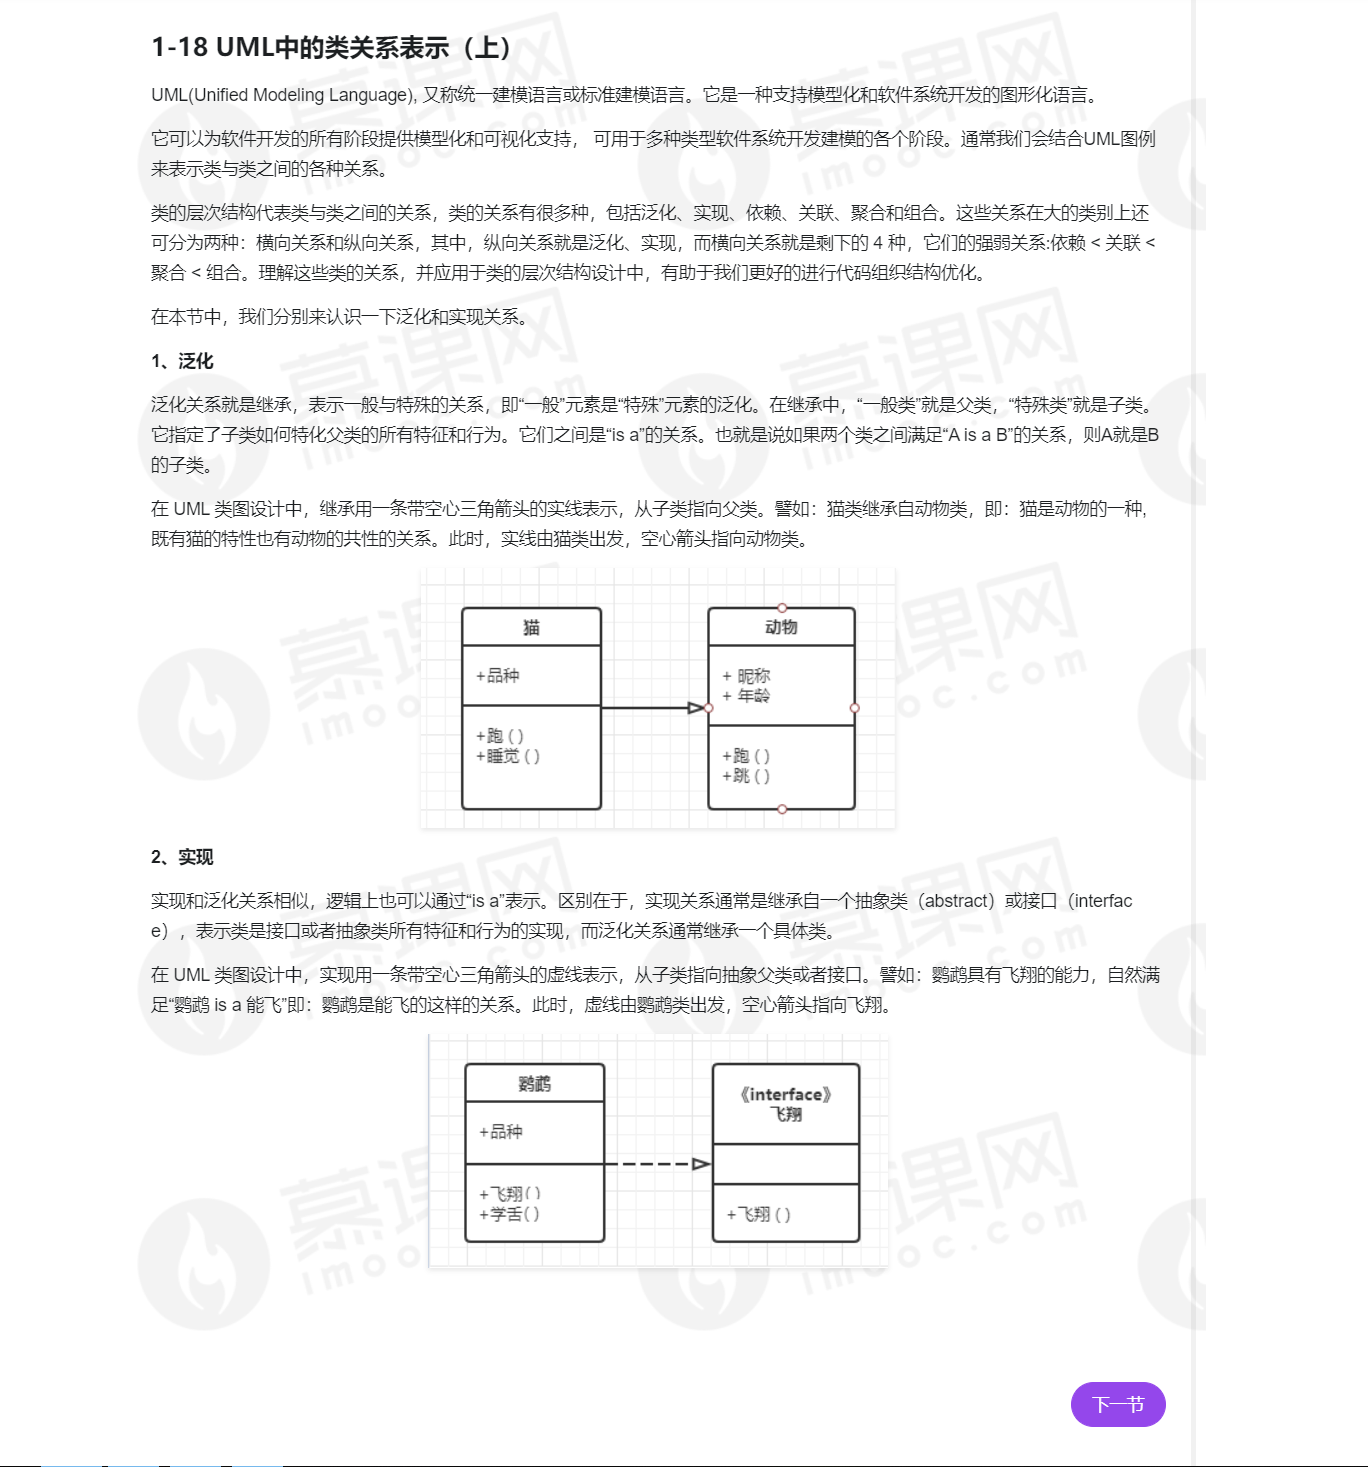 1-18 UML中的类关系表示（上）
UML(Unified Modeling Language), 又称统一建模语言或标准建模语言。它是一种支持模型化和软件系统开发的图形化语言。
它可以为软件开发的所有阶段提供模型化和可视化支持， 可用于多种类型软件系统开发建模的各个阶段。通常我们会结合UML图例
来表示类与类之间的各种关系。
类的层次结构代表类与类之间的关系，类的关系有很多种，包括泛化、实现、依赖、关联、聚合和组合。这些关系在大的类别上还
可分为两种：横向关系和纵向关系，其中，纵向关系就是泛化、实现，而横向关系就是剩下的 4 种，它们的强弱关系:依赖 < 关联 <
聚合 < 组合。理解这些类的关系，并应用于类的层次结构设计中，有助于我们更好的进行代码组织结构优化。
在本节中，我们分别来认识一下泛化和实现关系。
1、泛化
泛化关系就是继承，表示一般与特殊的关系，即“一般”元素是“特殊”元素的泛化。在继承中，“一般类”就是父类，“特殊类”就是子类。
它指定了子类如何特化父类的所有特征和行为。它们之间是“is a”的关系。也就是说如果两个类之间满足“A is a B”的关系，则A就是B
的子类。
在 UML 类图设计中，继承用一条带空心三角箭头的实线表示，从子类指向父类。譬如：猫类继承自动物类，即：猫是动物的一种,
既有猫的特性也有动物的共性的关系。此时，实线由猫类出发，空心箭头指向动物类。
猫
+品种
+跑 ( )
+睡觉 ( )
动物
+ 昵称
+ 年龄
+跑 ( )
+跳 ( )
2、实现
实现和泛化关系相似，逻辑上也可以通过“is a”表示。区别在于，实现关系通常是继承自一个抽象类（abstract）或接口（interfac
e），表示类是接口或者抽象类所有特征和行为的实现，而泛化关系通常继承一个具体类。
在 UML 类图设计中，实现用一条带空心三角箭头的虚线表示，从子类指向抽象父类或者接口。譬如：鹦鹉具有飞翔的能力，自然满
足“鹦鹉 is a 能飞”即：鹦鹉是能飞的这样的关系。此时，虚线由鹦鹉类出发，空心箭头指向飞翔。
鹦鹉
+品种
+飞翔( )
+学舌( )
《interface》
飞翔
+飞翔 ( )
下一节
慕课网
imooc.com